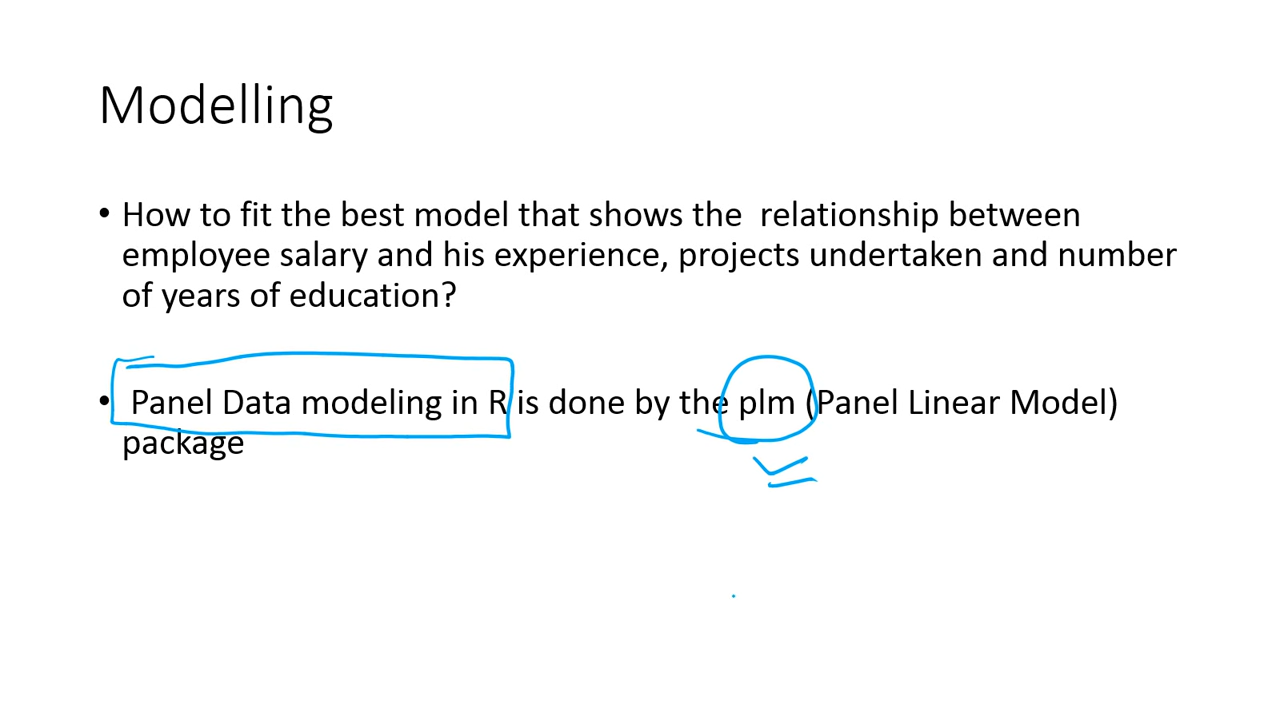 Modelling
• How to fit the best model that shows the  relationship between
employee salary and his experience, projects undertaken and number
of years of education?
•  Panel Data modeling in R is done by the plm (Panel Linear Model)
package